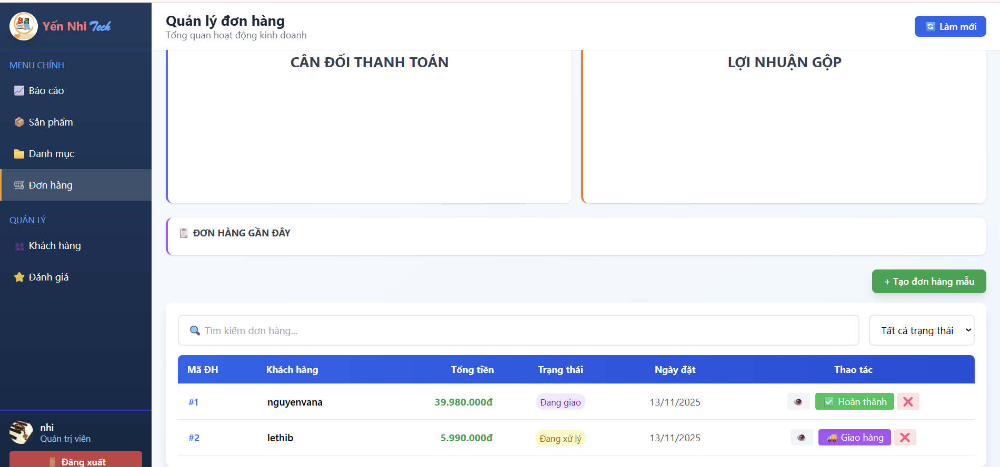 Yến Nhi Tech
MENU CHÍNH
Báo cáo
Sản phẩm
Danh mục
Đơn hàng
QUẢN LÝ
Khách hàng
Đánh giá
nhi
Quản trị viên
Đăng xuất
Quản lý đơn hàng
Tổng quan hoạt động kinh doanh
Làm mới
CÂN ĐỐI THANH TOÁN
LỢI NHUẬN GỘP
ĐƠN HÀNG GẦN ĐÂY
+ Tạo đơn hàng mẫu
Tìm kiếm đơn hàng...
Tất cả trạng thái
Mã ĐH Khách hàng Tổng tiền Trạng thái Ngày đặt Thao tác
#1 nguyenvana 39.980.000đ Đang giao 13/11/2025 Hoàn thành
#2 lethib 5.990.000đ Đang xử lý 13/11/2025 Giao hàng